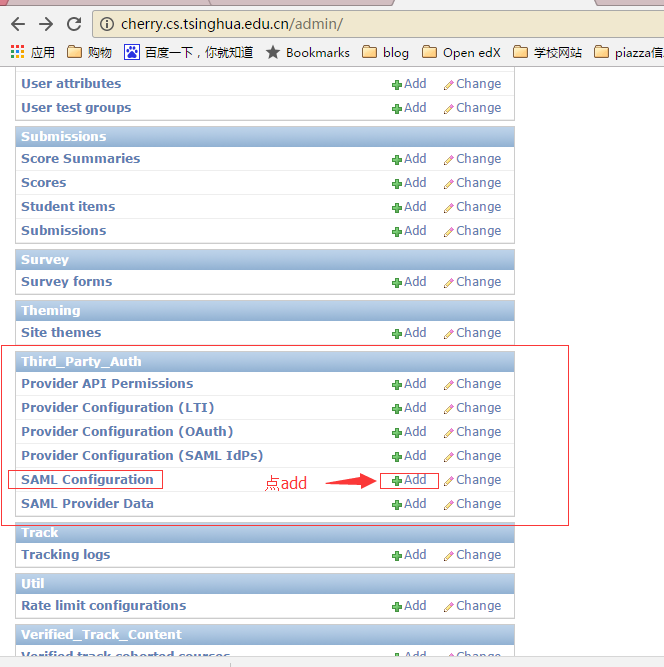 cherry.cs.tsinghua.edu.cn/admin/
应用 购物 百度一下，你就知道 Bookmarks blog Open edX 学校网站 piazza信
User attributes Add Change
User test groups Add Change
Submissions
Score Summaries Add Change
Scores Add Change
Student items Add Change
Submissions Add Change
Survey
Survey forms Add Change
Theming
Site themes Add Change
Third_Party_Auth
Provider API Permissions Add Change
Provider Configuration (LTI) Add Change
Provider Configuration (OAuth) Add Change
Provider Configuration (SAML IdPs) Add Change
SAML Configuration 点add Add Change
SAML Provider Data Add Change
Track
Tracking logs Add Change
Util
Rate limit configurations Add Change
Verified_Track_Content
Verified track cohorted courses Add Change